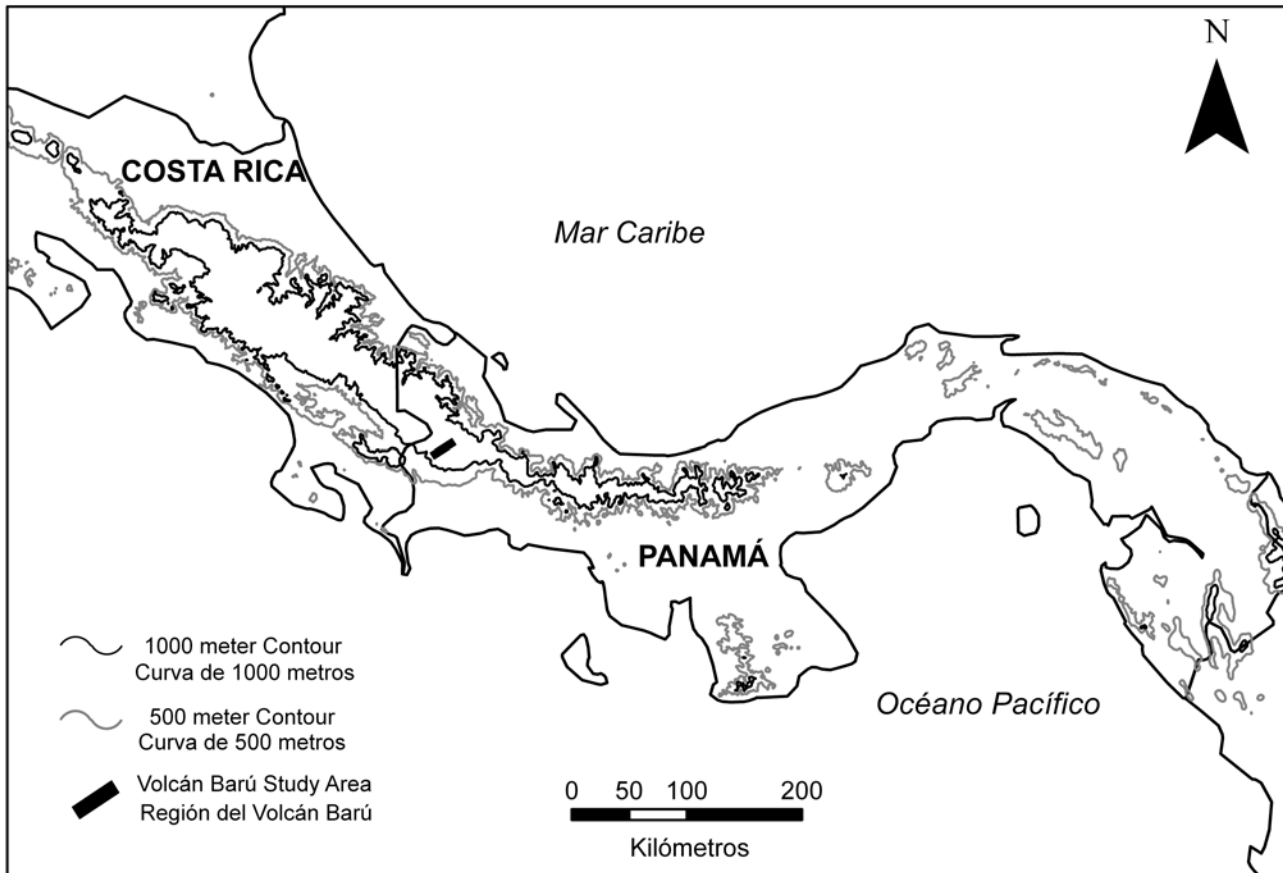 N
COSTA RICA
Mar Caribe
PANAMÁ
Océano Pacífico
1000 meter Contour
Curva de 1000 metros
500 meter Contour
Curva de 500 metros
Volcán Barú Study Area
Región del Volcán Barú
0 50 100 200
Kilómetros